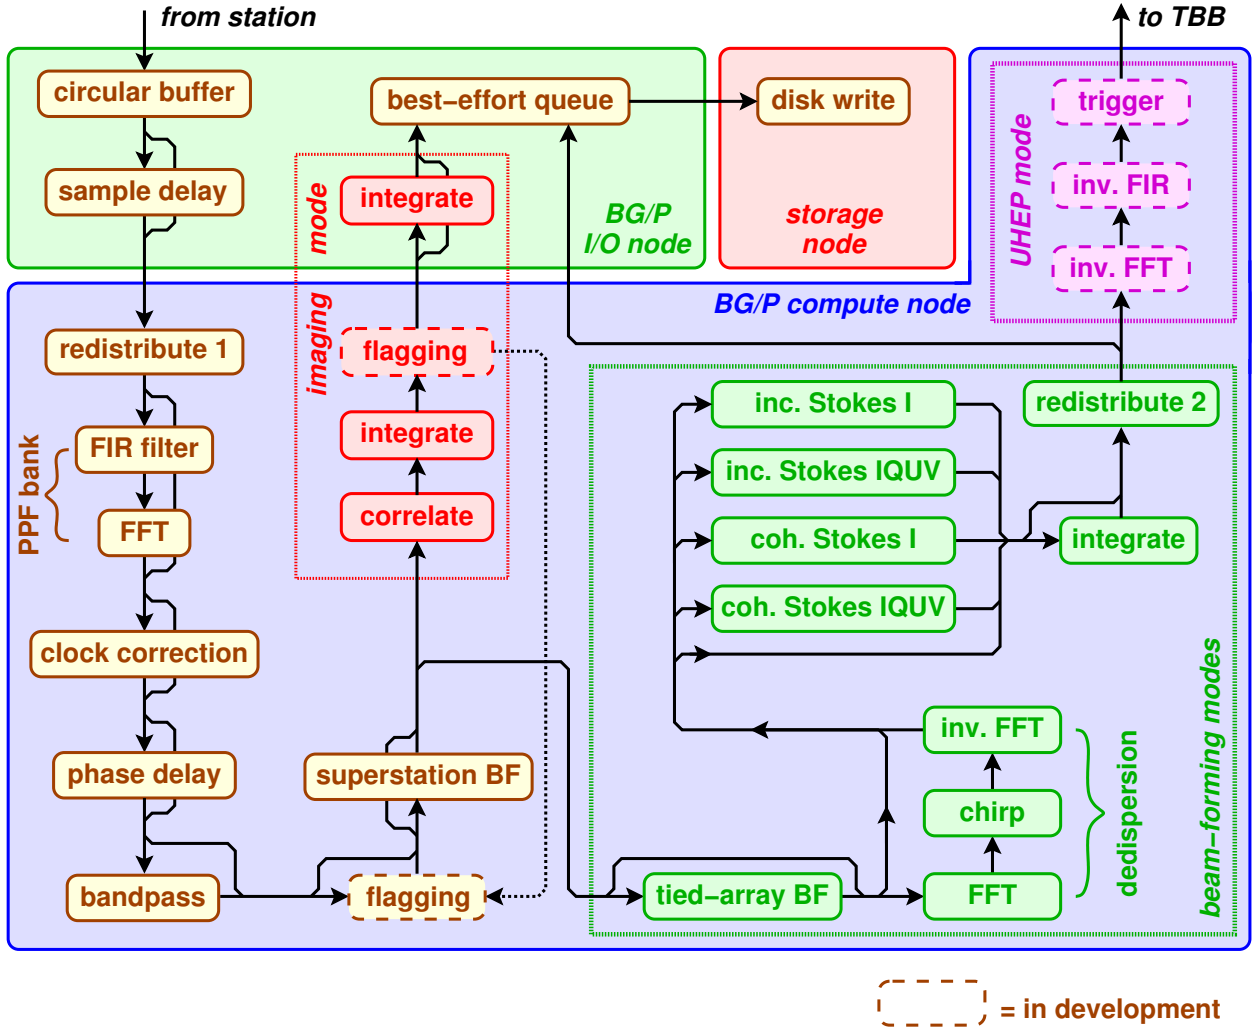 from station
to TBB
circular buffer
best-effort queue
disk write
trigger
sample delay
integrate
mode
BG/P
I/O node
storage
node
inv. FIR
UHEP mode
inv. FFT
BG/P compute node
redistribute 1
imaging
flagging
inc. Stokes I
redistribute 2
FIR filter
PPF bank
integrate
inc. Stokes IQUV
FFT
correlate
coh. Stokes I
integrate
coh. Stokes IQUV
clock correction
beam-forming modes
phase delay
superstation BF
inv. FFT
chirp
dedispersion
bandpass
flagging
tied-array BF
FFT
= in development